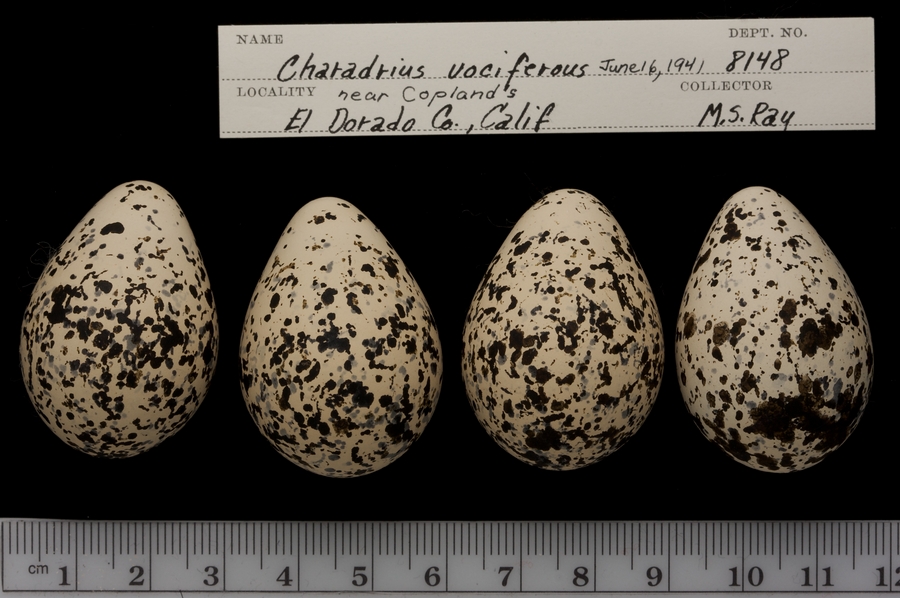 NAME DEPT. NO.
Charadrius vociferous June 16, 1941 8148
LOCALITY near Copland's COLLECTOR
El Dorado Co., Calif M.S. Ray
cm 1 2 3 4 5 6 7 8 9 10 11 12